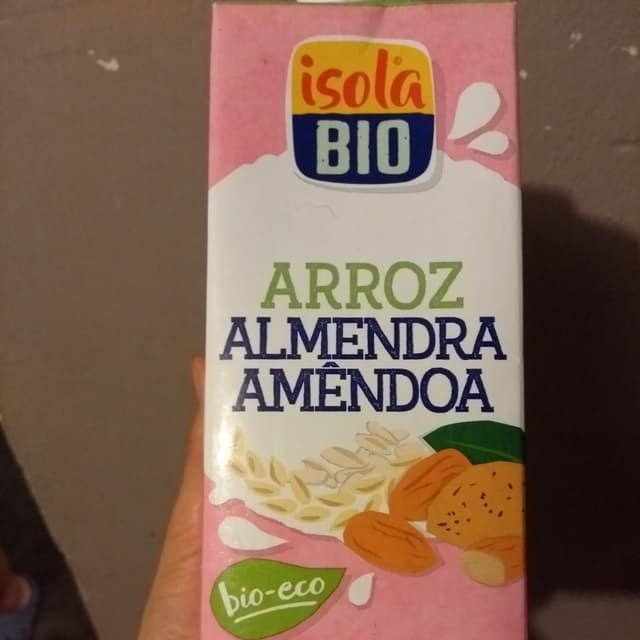 isola
BIO
ARROZ
ALMENDRA
AMÊNDOA
bio-eco